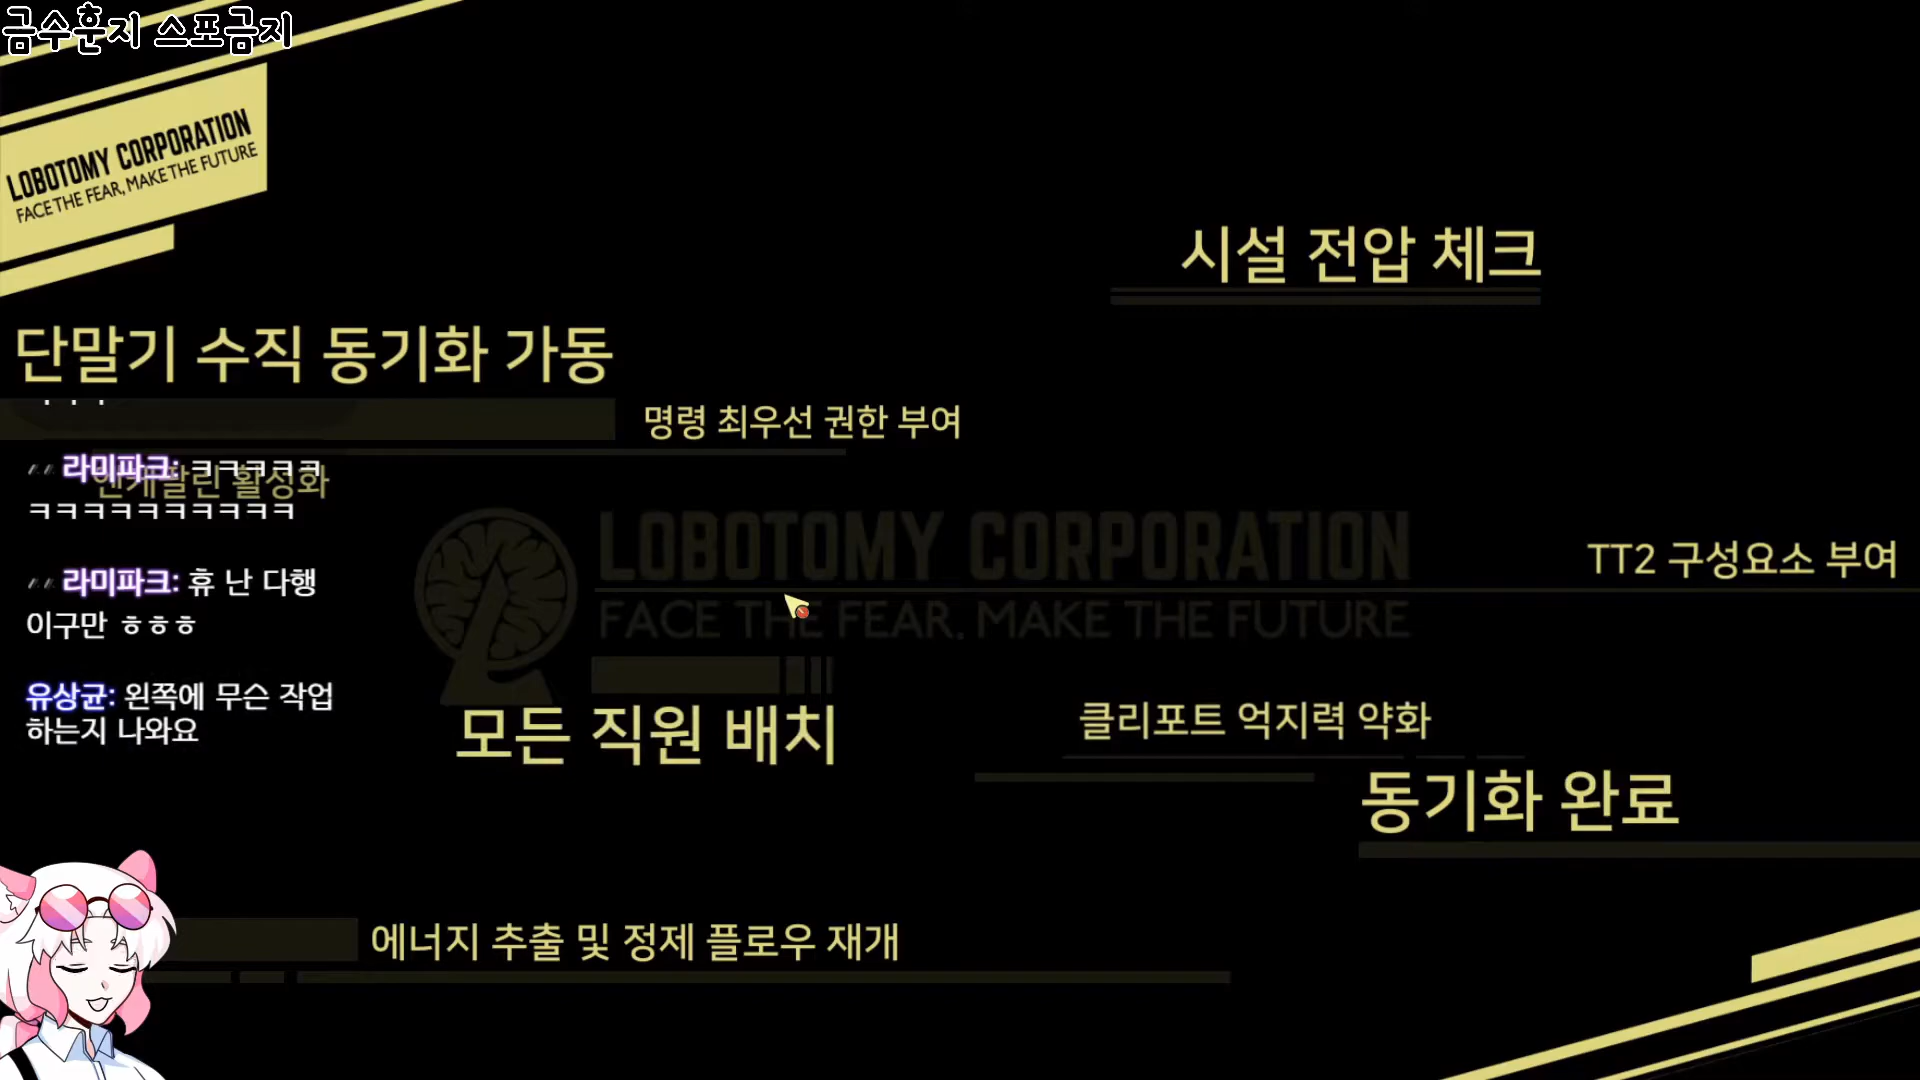 금수훈지 스포금지
LOBOTOMY CORPORATION
FACE THE FEAR, MAKE THE FUTURE
시설 전압 체크
단말기 수직 동기화 가동
명령 최우선 권한 부여
라미파크: ㅋㅋㅋㅋㅋ
활성화
ㅋㅋㅋㅋㅋㅋㅋㅋㅋㅋ
LOBOTOMY CORPORATION
FACE THE FEAR, MAKE THE FUTURE
TT2 구성요소 부여
라미파크: 휴 난 다행
이구만 ㅎㅎㅎ
유상균: 왼쪽에 무슨 작업
하는지 나와요
모든 직원 배치
클리포트 억지력 약화
동기화 완료
에너지 추출 및 정제 플로우 재개